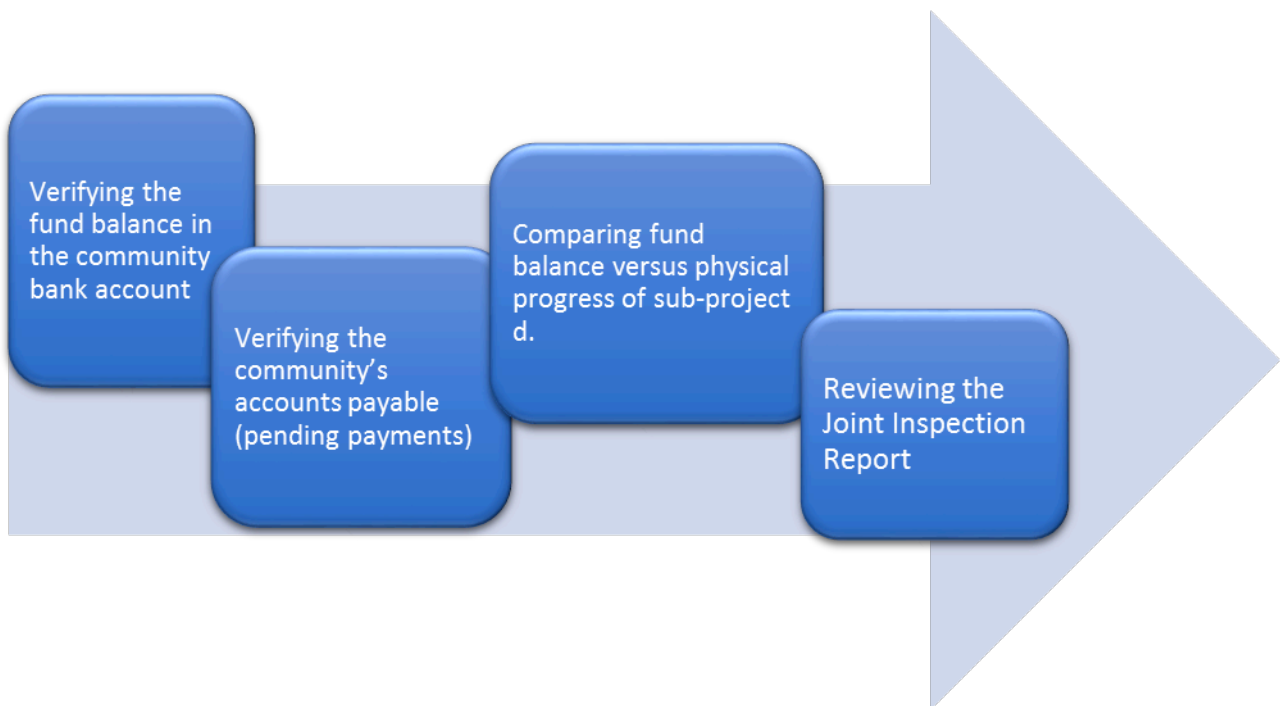 Verifying the
fund balance in
the community
bank account
Verifying the
community’s
accounts payable
(pending payments)
Comparing fund
balance versus physical
progress of sub-project
d.
Reviewing the
Joint Inspection
Report